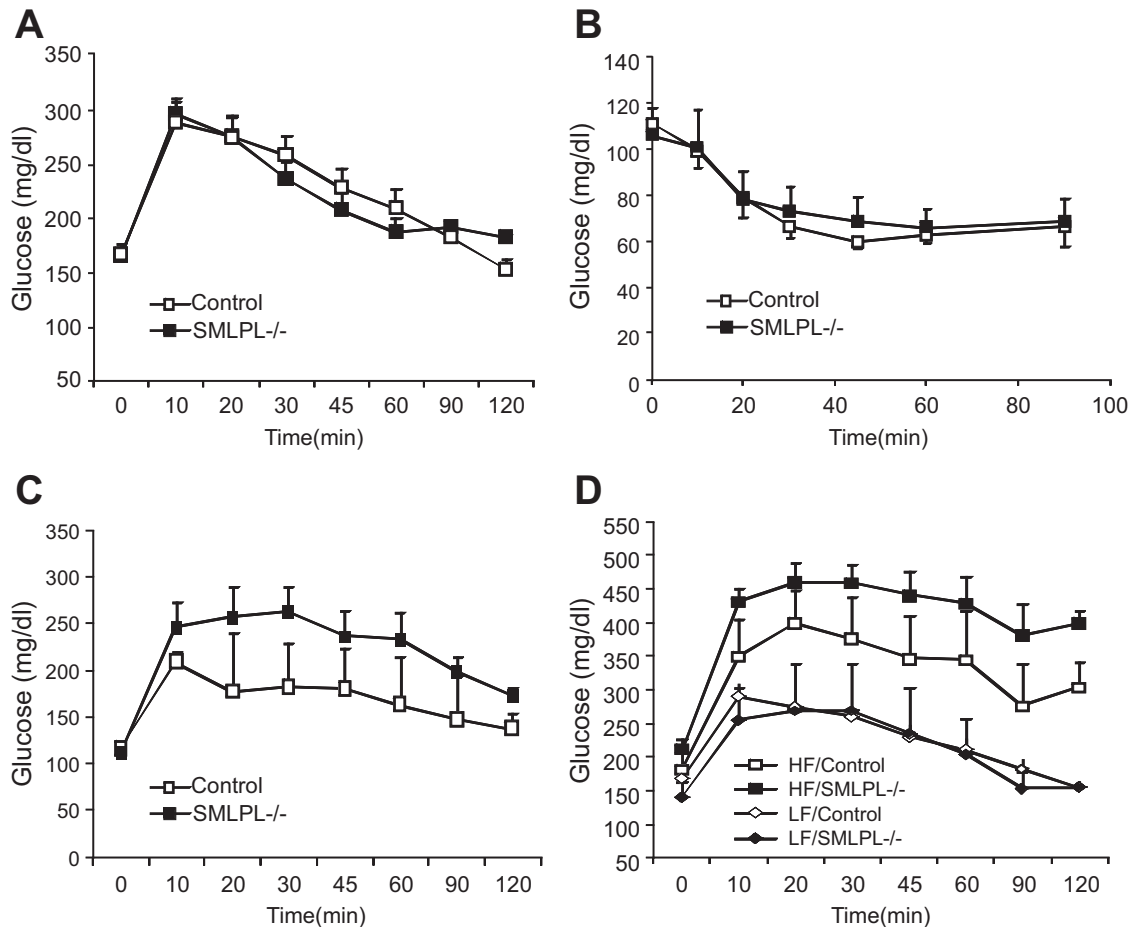 A
Glucose (mg/dl)
350
300
250
200
150
100
50
0 10 20 30 45 60 90 120
Time(min)
Control
SMLPL-/-
B
Glucose (mg/dl)
140
120
100
80
60
40
20
0
0 20 40 60 80 100
Time(min)
Control
SMLPL-/-
C
Glucose (mg/dl)
350
300
250
200
150
100
50
0
0 10 20 30 45 60 90 120
Time(min)
Control
SMLPL-/-
D
Glucose (mg/dl)
550
500
450
400
350
300
250
200
150
100
50
0 10 20 30 45 60 90 120
Time(min)
HF/Control
HF/SMLPL-/-
LF/Control
LF/SMLPL-/-